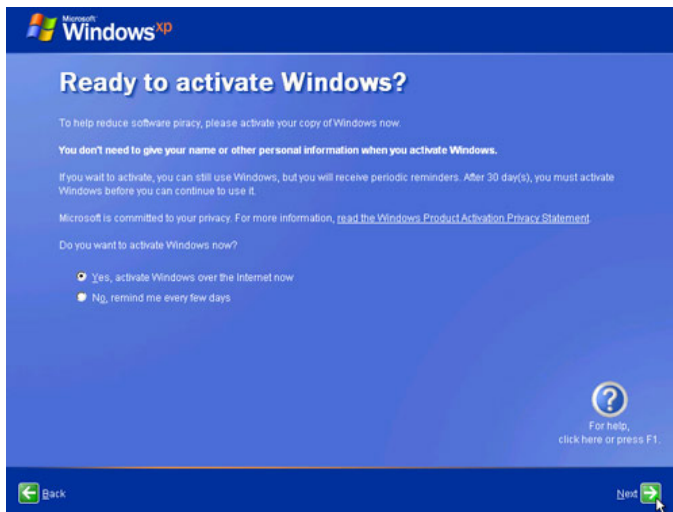 Microsoft
Windows xp
Ready to activate Windows?
To help reduce software piracy, please activate your copy of Windows now.
You don't need to give your name or other personal information when you activate Windows.
If you wait to activate, you can still use Windows, but you will receive periodic reminders. After 30 day(s), you must activate
Windows before you can continue to use it.
Microsoft is committed to your privacy. For more information, read the Windows Product Activation Privacy Statement.
Do you want to activate Windows now?
Yes, activate Windows over the Internet now
No, remind me every few days
For help,
click here or press F1.
Back
Next